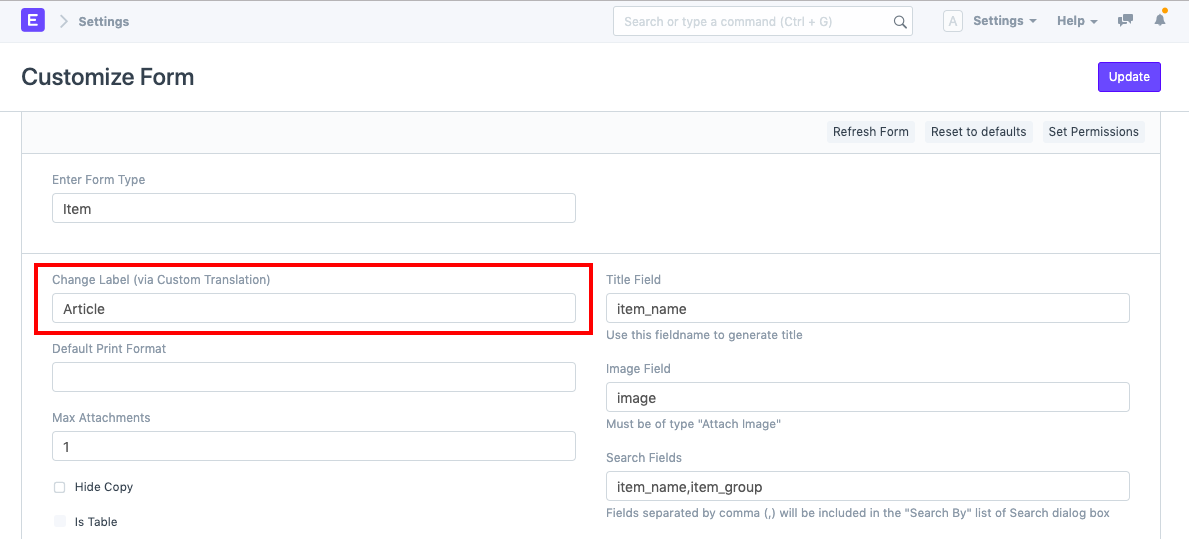 E Settings Search or type a command (Ctrl + G) A Settings Help
Customize Form Update
Refresh Form Reset to defaults Set Permissions
Enter Form Type
Item
Change Label (via Custom Translation)
Article
Default Print Format
Max Attachments
1
Hide Copy
Is Table
Title Field
item_name
Use this fieldname to generate title
Image Field
image
Must be of type "Attach Image"
Search Fields
item_name,item_group
Fields separated by comma (,) will be included in the "Search By" list of Search dialog box